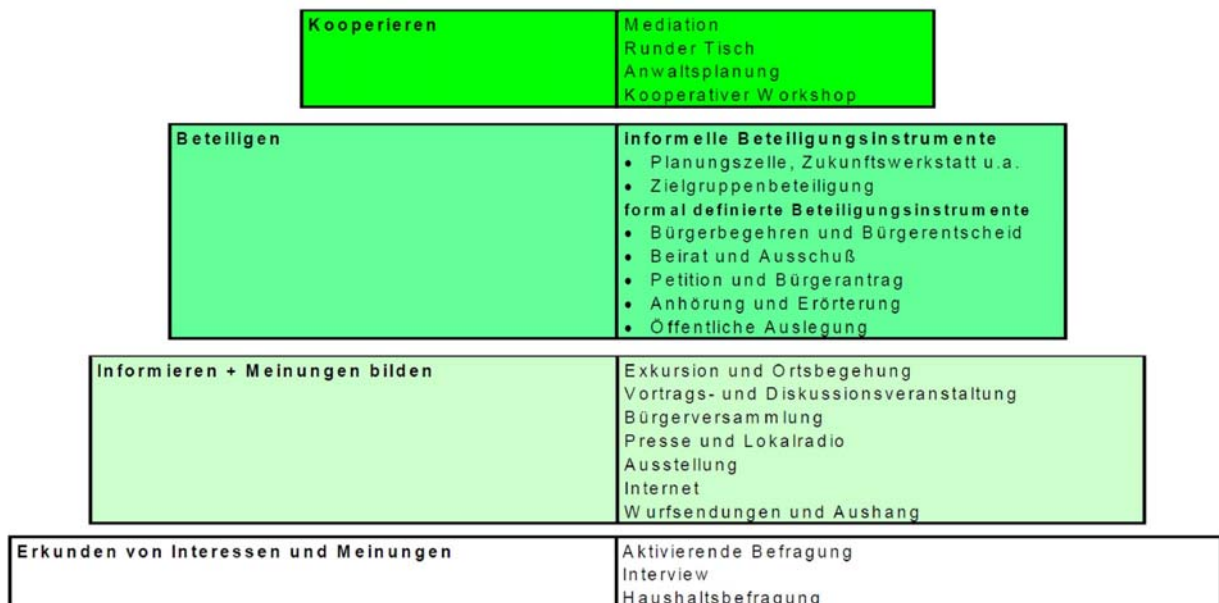 Kooperieren
Mediation
Runder Tisch
Anwaltsplanung
Kooperativer Workshop
Beteiligen
informelle Beteiligungsinstrumente
• Planungszelle, Zukunftswerkstatt u.a.
• Zielgruppenbeteiligung
formal definierte Beteiligungsinstrumente
• Bürgerbegehren und Bürgerentscheid
• Beirat und Ausschuß
• Petition und Bürgerantrag
• Anhörung und Erörterung
• Öffentliche Auslegung
Informieren + Meinungen bilden
Exkursion und Ortsbegehung
Vortrags- und Diskussionsveranstaltung
Bürgerversammlung
Presse und Lokalradio
Ausstellung
Internet
Wurfsendungen und Aushang
Erkunden von Interessen und Meinungen
Aktivierende Befragung
Interview
Haushaltsbefragung